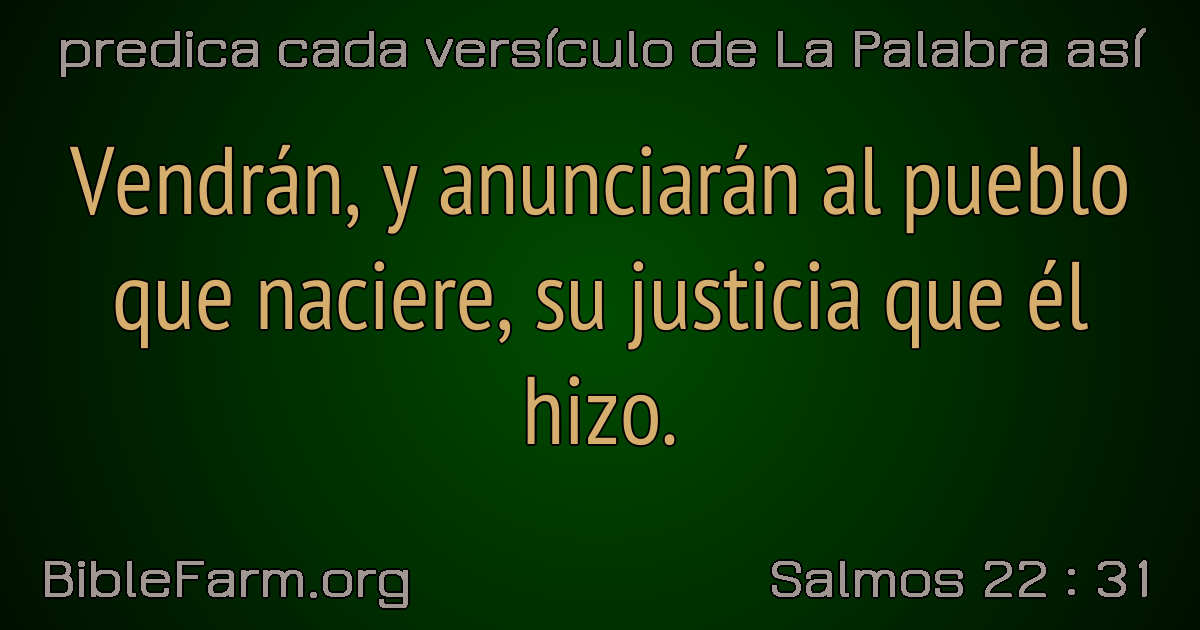 predica cada versículo de La Palabra así
Vendrán, y anunciarán al pueblo
que naciere, su justicia que él
hizo.
BibleFarm.org
Salmos 22 : 31